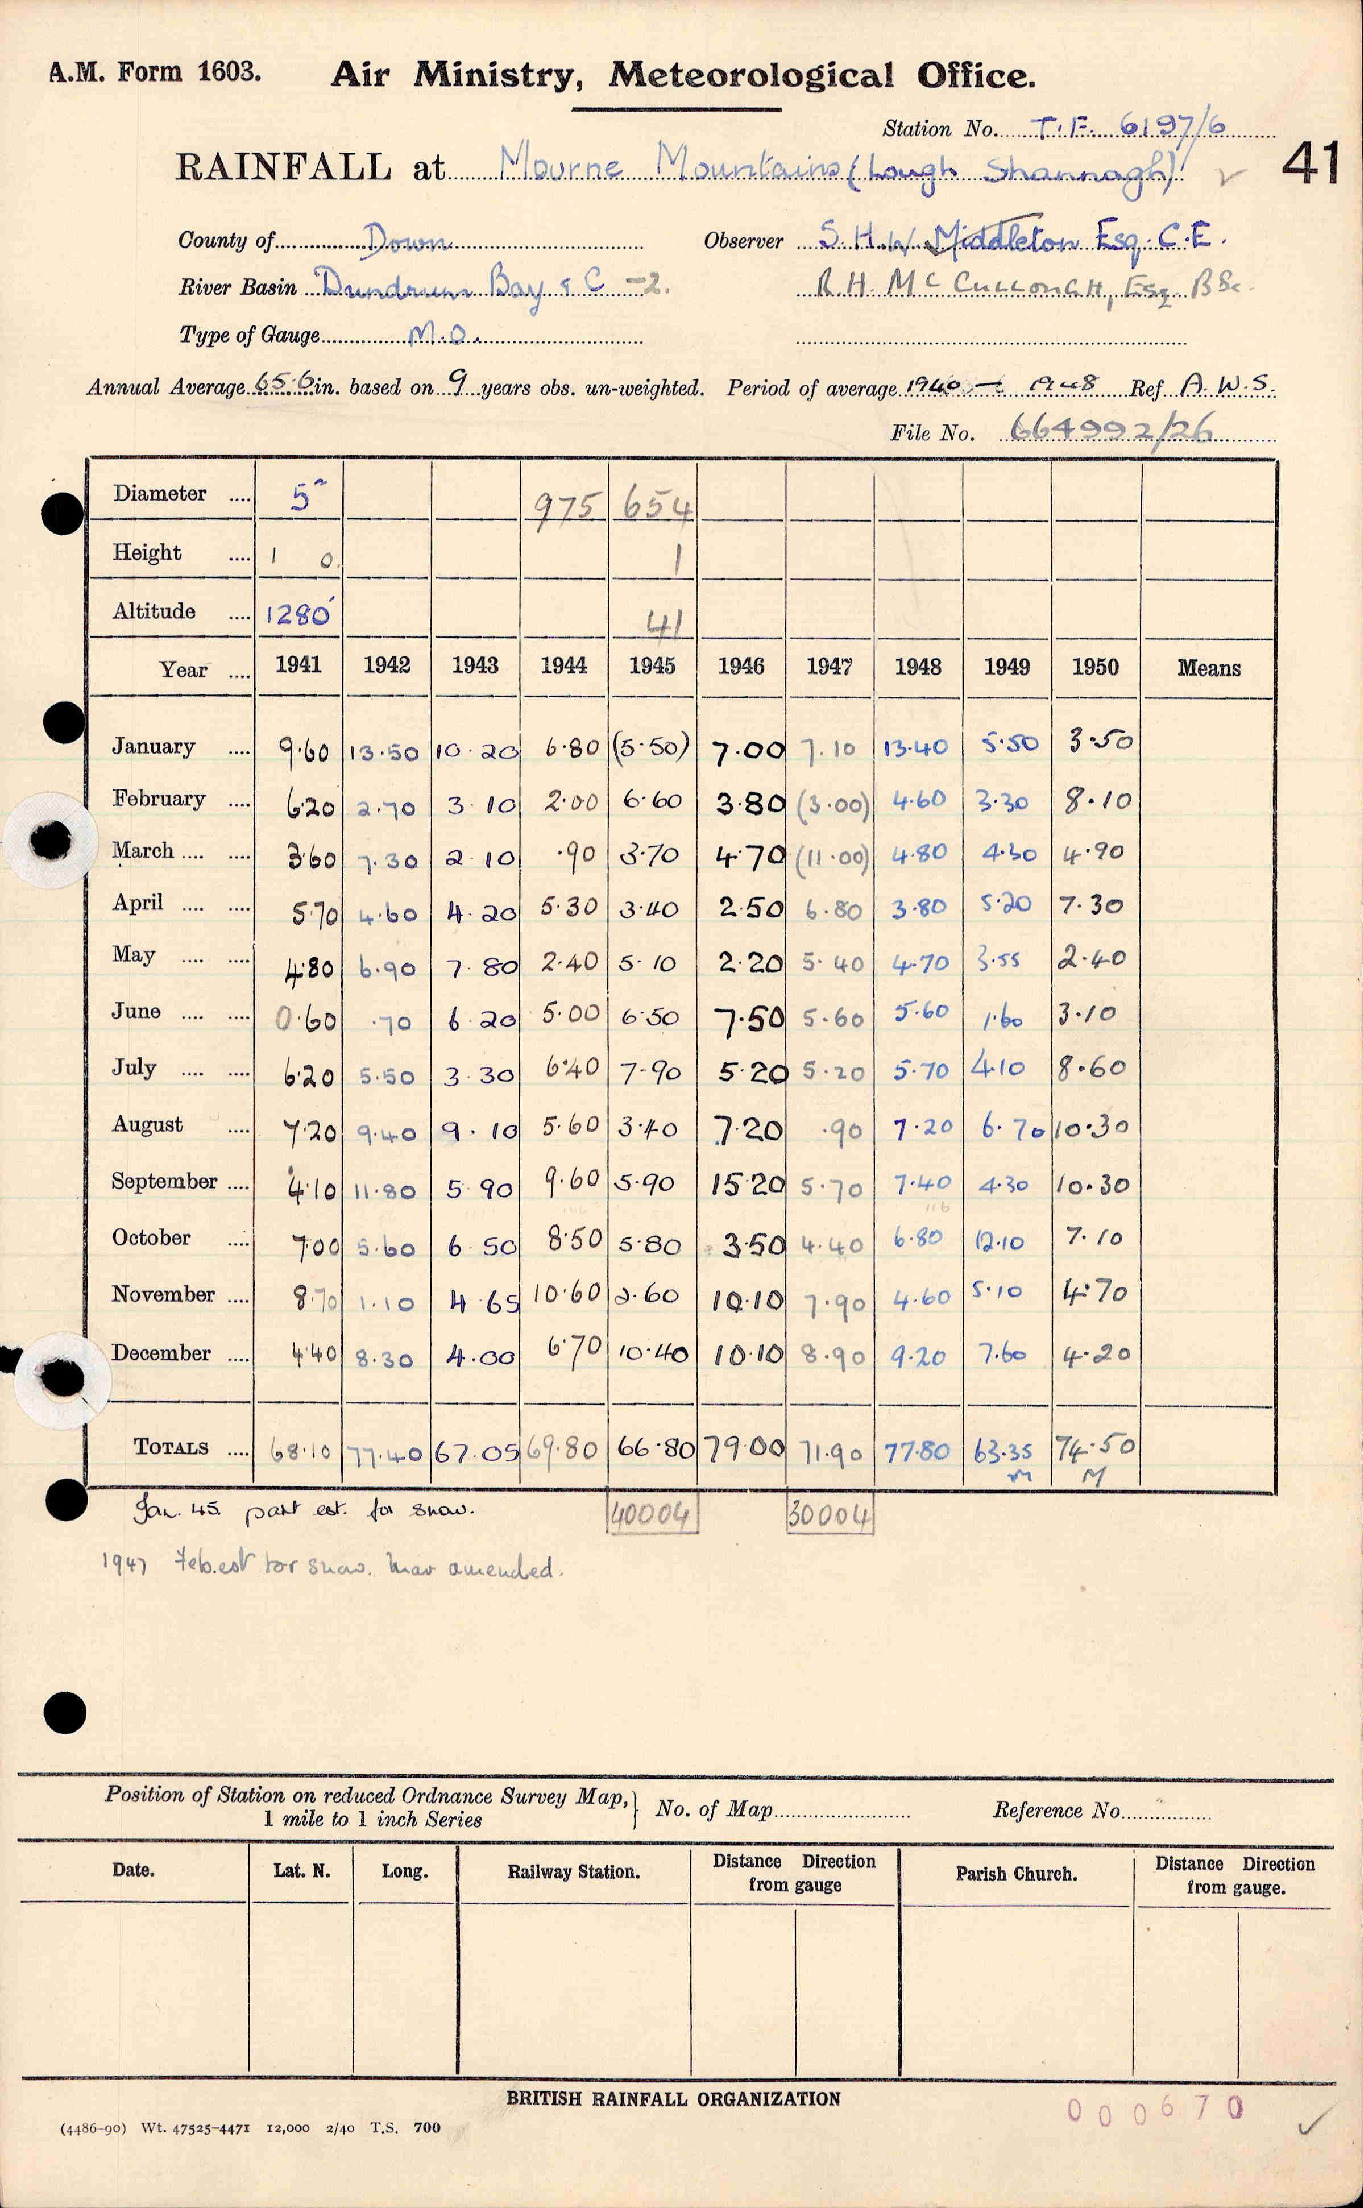 A.M. Form 1603. Air Ministry, Meteorological Office.
Station No. T.F. 6197/6
RAINFALL at Mourne Mountains (Lough Shannagh) 41
County of Down Observer S.H.W Middleton Esq. C.E.
River Basin Dundrum Bay & C -2. R H. McCullough, Esq BSc.
Type of Gauge M.O.
Annual Average 65.6 in. based on 9 years obs. un-weighted. Period of average 1940 - 1948 Ref A.W.S.
File No. 664992/26
Diameter .... 5" 975 654
Height .... 1 0 1
Altitude .... 1280' 41
Year .... 1941 1942 1943 1944 1945 1946 1947 1948 1949 1950 Means
January .... 9.60 13.50 10.20 6.80 (5.50) 7.00 7.10 13.40 5.50 3.50
February .... 6.20 2.70 3.10 2.00 6.60 3.80 (3.00) 4.60 3.30 8.10
March .... .... 3.60 7.30 2.10 .90 3.70 4.70 (11.00) 4.80 4.30 4.90
April .... .... 5.70 4.60 4.20 5.30 3.40 2.50 6.80 3.80 5.20 7.30
May .... .... 4.80 6.90 7.80 2.40 5.10 2.20 5.40 4.70 3.55 2.40
June .... .... 0.60 .70 6.20 5.00 6.50 7.50 5.60 5.60 1.60 3.10
July .... .... 6.20 5.50 3.30 6.40 7.90 5.20 5.20 5.70 4.10 8.60
August .... 7.20 9.40 9.10 5.60 3.40 7.20 .90 7.20 6.70 10.30
September .... 4.10 11.80 5.90 9.60 5.90 15.20 5.70 7.40 4.30 10.30
October .... 7.00 5.60 6.50 8.50 5.80 3.50 4.40 6.80 12.10 7.10
November .... 8.70 1.10 4.65 10.60 2.60 10.10 7.90 4.60 5.10 4.70
December .... 4.40 8.30 4.00 6.70 10.40 10.10 8.90 9.20 7.60 4.20
TOTALS .... 68.10 77.40 67.05 69.80 66.80 79.00 71.90 77.80 63.35 74.50
M M
Jan. 45. part est. for snow. 40004 30004
1947 Feb. est for snow. Mar amended.
Position of Station on reduced Ordnance Survey Map,
1 mile to 1 inch Series No. of Map Reference No.
Date. Lat. N. Long. Railway Station. Distance Direction from gauge Parish Church. Distance Direction from gauge.
BRITISH RAINFALL ORGANIZATION
000670
(4486-90) Wt. 47525-4471 12,000 2/40 T.S. 700